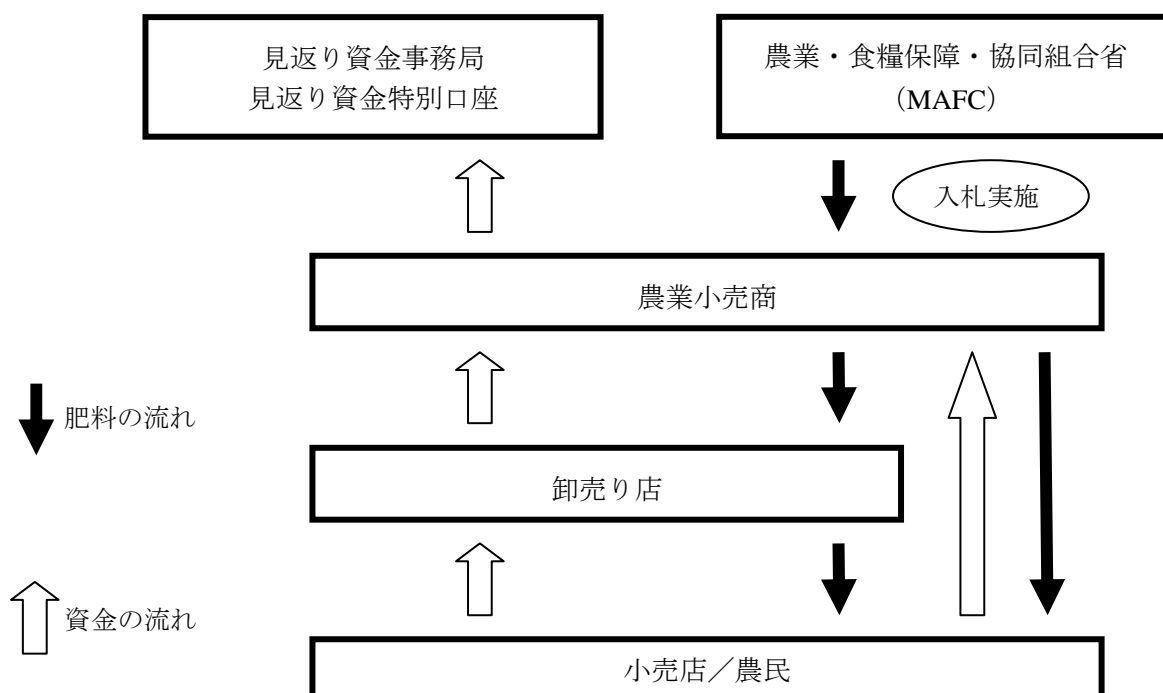 見返り資金事務局
見返り資金特別口座
農業・食糧保障・協同組合省
（MAFC）
入札実施
農業小売商
肥料の流れ
卸売り店
資金の流れ
小売店／農民